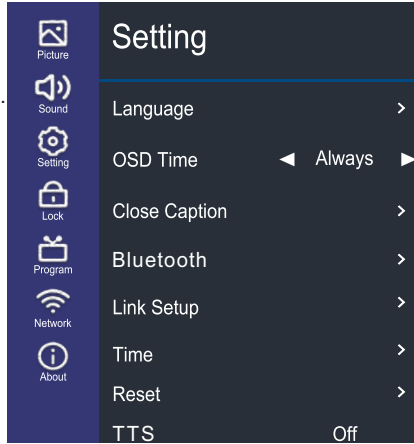 Picture
Sound
Setting
Lock
Program
Network
About
Setting
Language
OSD Time ◀ Always ▶
Close Caption
Bluetooth
Link Setup
Time
Reset
TTS Off